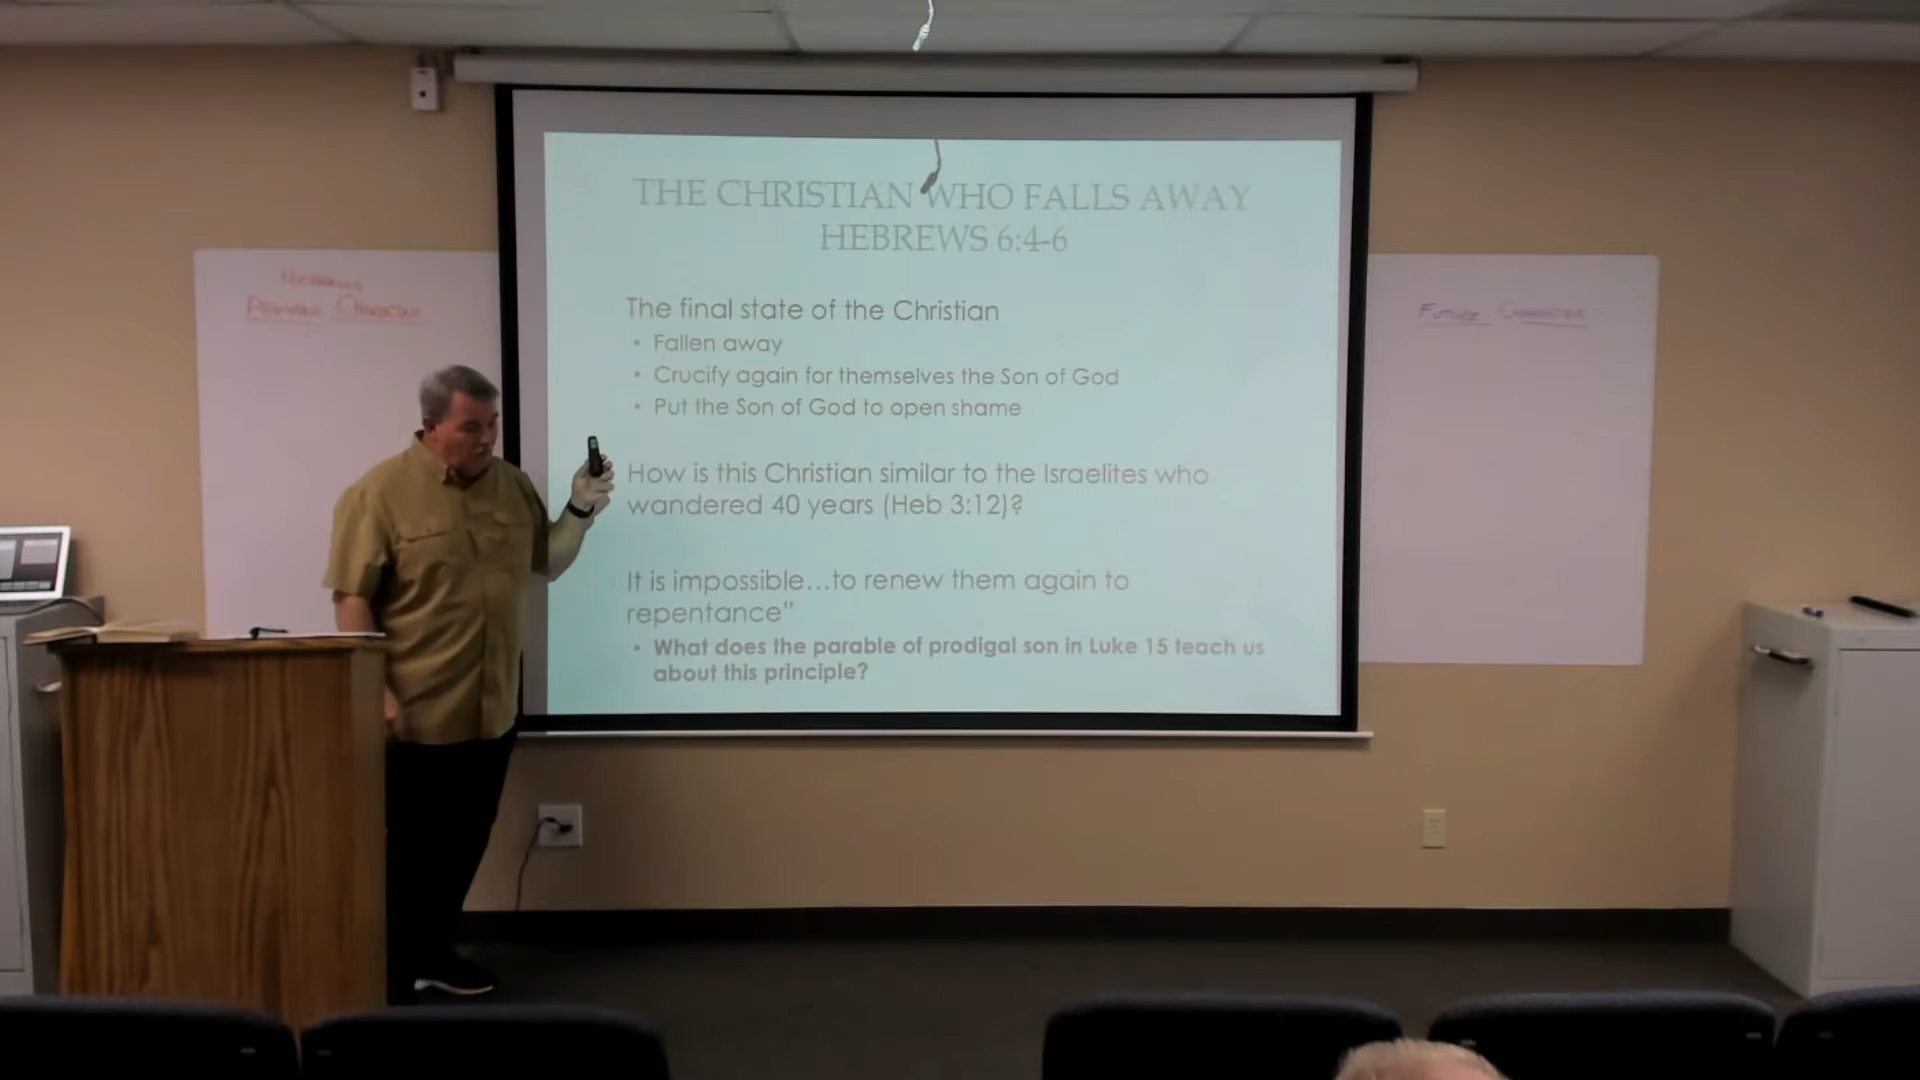 THE CHRISTIAN WHO FALLS AWAY
HEBREWS 6:4-6
The final state of the Christian
• Fallen away
• Crucify again for themselves the Son of God
• Put the Son of God to open shame
How is this Christian similar to the Israelites who
wandered 40 years (Heb 3:12)?
It is impossible...to renew them again to
repentance"
• What does the parable of prodigal son in Luke 15 teach us
about this principle?
FUTURE CHARACTER